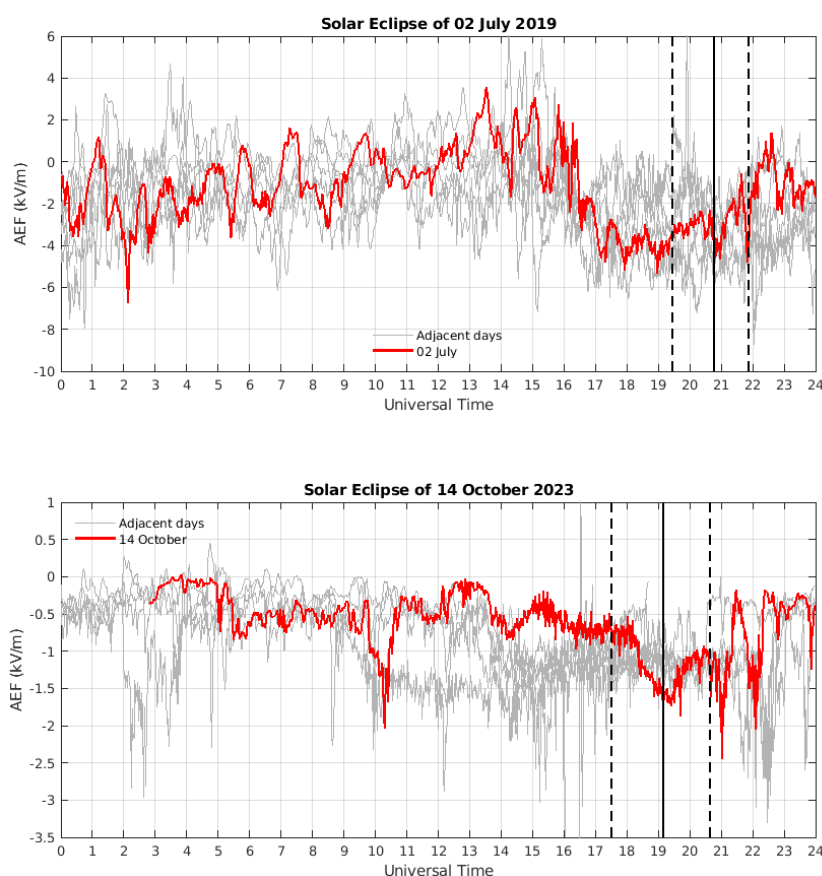 Solar Eclipse of 02 July 2019
AEF (kV/m)
6
4
2
0
-2
-4
-6
-8
-10
Adjacent days
02 July
0 1 2 3 4 5 6 7 8 9 10 11 12 13 14 15 16 17 18 19 20 21 22 23 24
Universal Time
Solar Eclipse of 14 October 2023
AEF (kV/m)
1
0.5
0
-0.5
-1
-1.5
-2
-2.5
-3
-3.5
Adjacent days
14 October
0 1 2 3 4 5 6 7 8 9 10 11 12 13 14 15 16 17 18 19 20 21 22 23 24
Universal Time